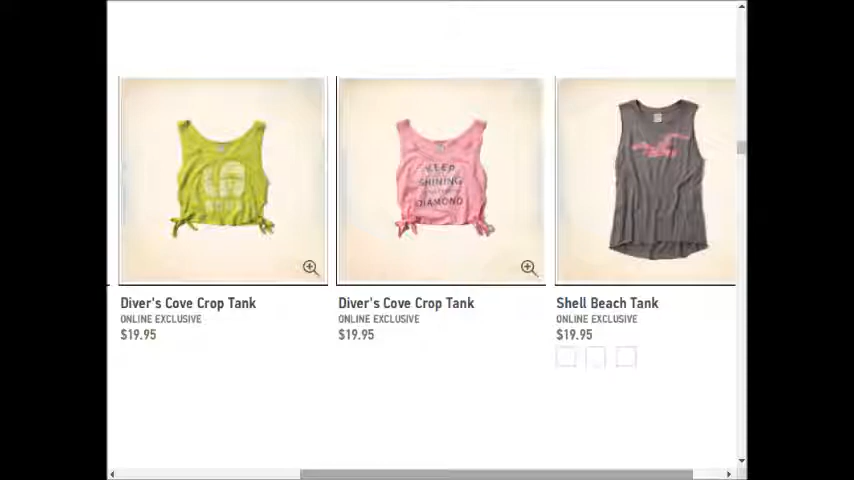 KEEP
SHINING
DIAMOND
Diver's Cove Crop Tank
ONLINE EXCLUSIVE
$19.95
Diver's Cove Crop Tank
ONLINE EXCLUSIVE
$19.95
Shell Beach Tank
ONLINE EXCLUSIVE
$19.95